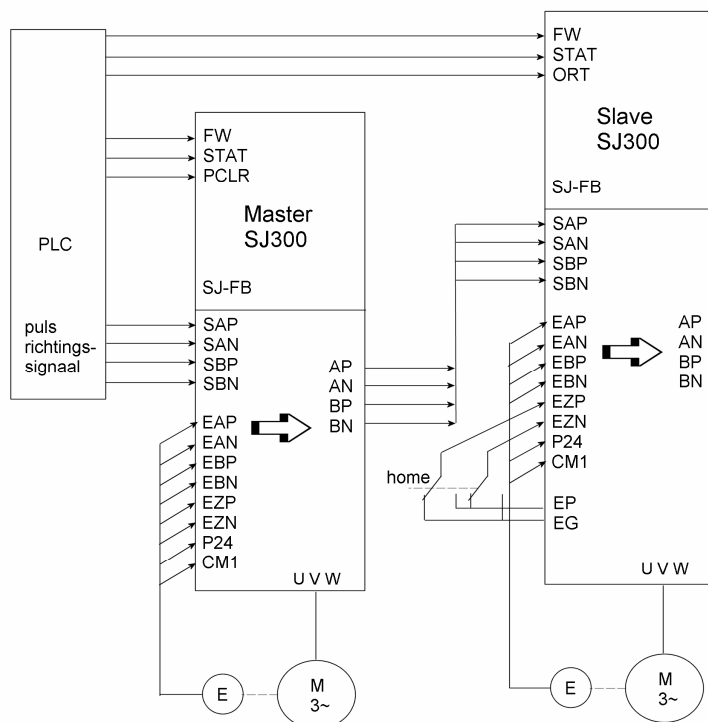 PLC
puls
richtings-
signaal
FW
STAT
PCLR
Master
SJ300
SJ-FB
SAP
SAN
SBP
SBN
EAP
EAN
EBP
EBN
EZP
EZN
P24
CM1
AP
AN
BP
BN
U V W
E
M
3~
FW
STAT
ORT
Slave
SJ300
SJ-FB
SAP
SAN
SBP
SBN
EAP
EAN
EBP
EBN
EZP
EZN
P24
CM1
EP
EG
AP
AN
BP
BN
home
U V W
E
M
3~